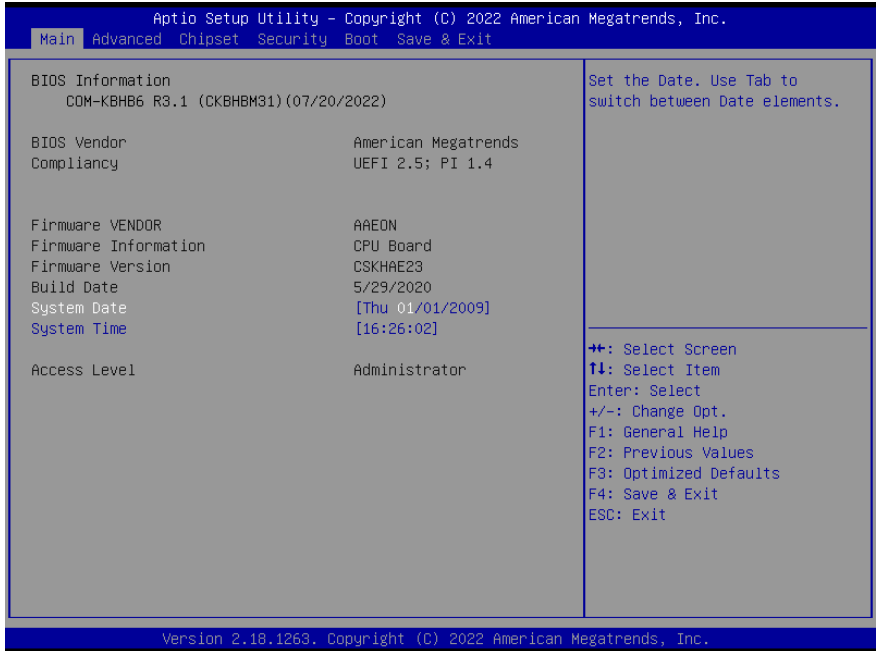 Aptio Setup Utility – Copyright (C) 2022 American Megatrends, Inc.
Main Advanced Chipset Security Boot Save & Exit
BIOS Information
COM-KBHB6 R3.1 (CKBHBM31)(07/20/2022)
BIOS Vendor American Megatrends
Compliancy UEFI 2.5; PI 1.4
Firmware VENDOR AAEON
Firmware Information CPU Board
Firmware Version CSKHAE23
Build Date 5/29/2020
System Date [Thu 01/01/2009]
System Time [16:26:02]
Access Level Administrator
Set the Date. Use Tab to
switch between Date elements.
→←: Select Screen
↑↓: Select Item
Enter: Select
+/-: Change Opt.
F1: General Help
F2: Previous Values
F3: Optimized Defaults
F4: Save & Exit
ESC: Exit
Version 2.18.1263. Copyright (C) 2022 American Megatrends, Inc.